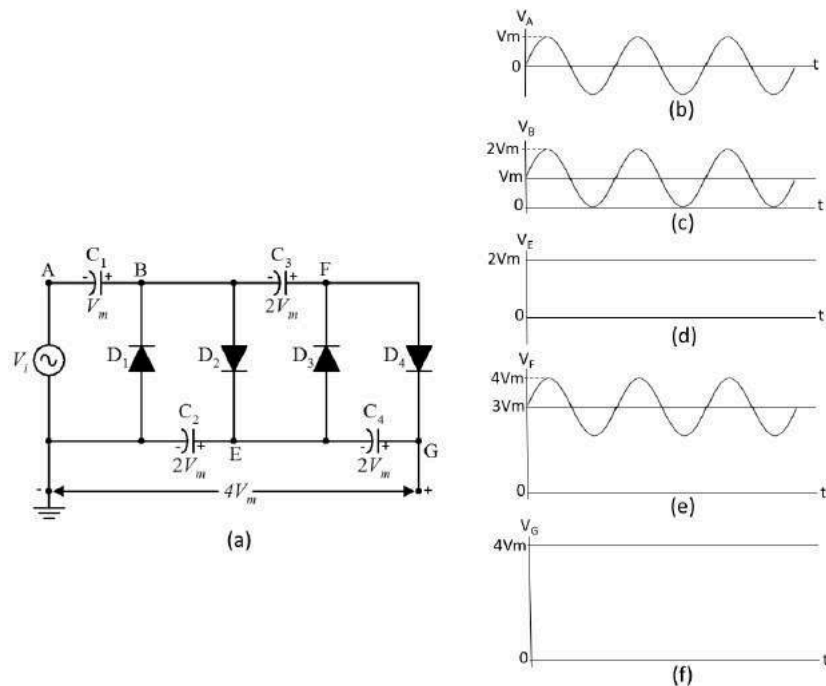 C1 C3
A - + B - + F
Vm 2Vm
Vi D1 D2 D3 D4
C2 C4
- + - +
2Vm E 2Vm G
- 4Vm +
(a)
VA
Vm
0 t
(b)
VB
2Vm
Vm
0 t
(c)
VE
2Vm
0 t
(d)
VF
4Vm
3Vm
0 t
(e)
VG
4Vm
0 t
(f)